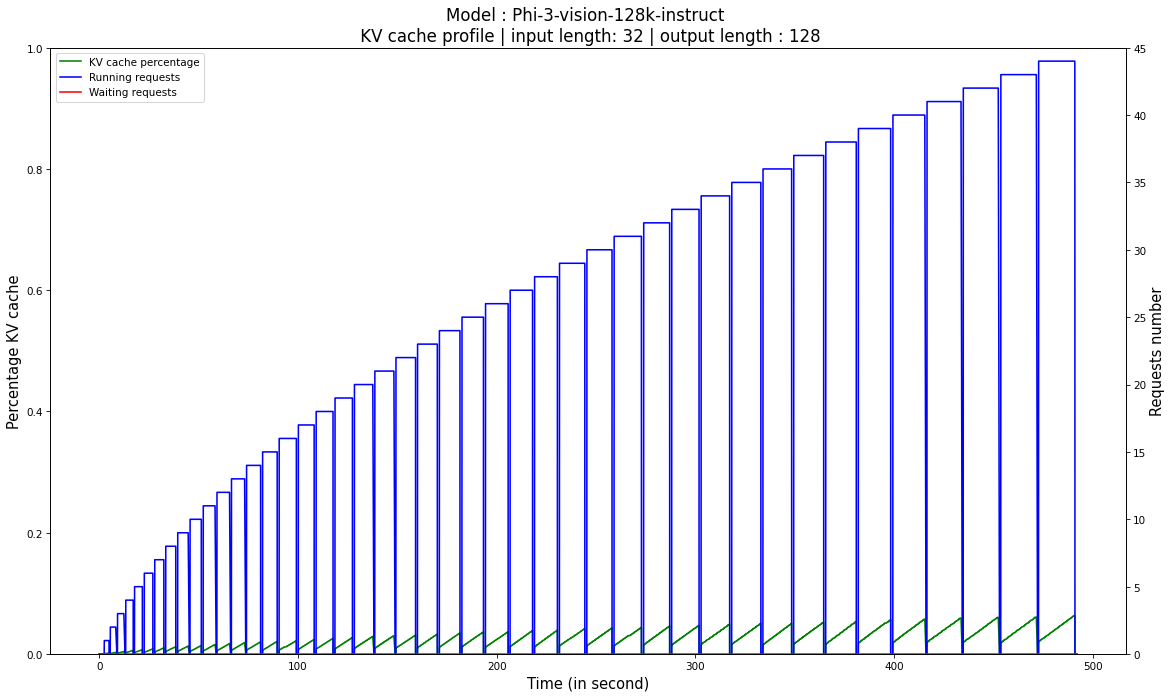 Model : Phi-3-vision-128k-instruct
KV cache profile | input length: 32 | output length : 128
KV cache percentage
Running requests
Waiting requests
Percentage KV cache
1.0
0.8
0.6
0.4
0.2
0.0
45
40
35
30
25
20
15
10
5
0
Requests number
0 100 200 300 400 500
Time (in second)